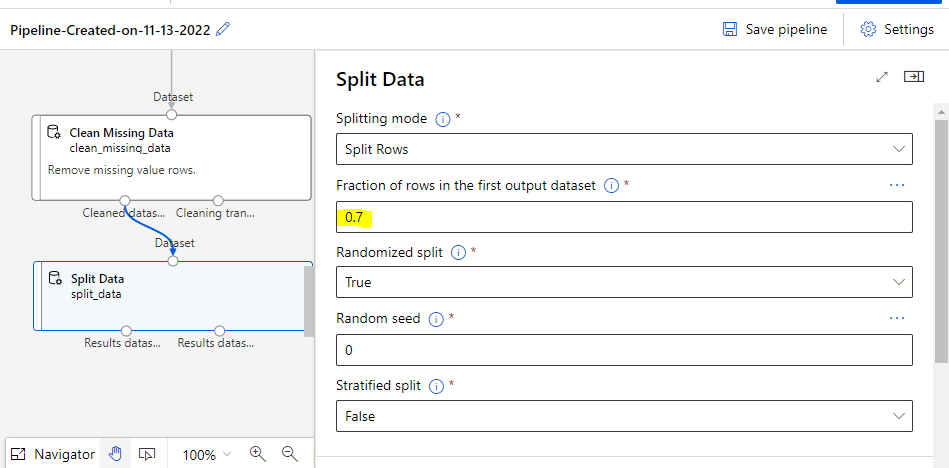 Pipeline-Created-on-11-13-2022
Save pipeline
Settings
Dataset
Clean Missing Data
clean_missing_data
Remove missing value rows.
Cleaned datas... Cleaning tran...
Dataset
Split Data
split_data
Results datas... Results datas...
Navigator
100%
Split Data
Splitting mode *
Split Rows
Fraction of rows in the first output dataset *
0.7
Randomized split *
True
Random seed *
0
Stratified split *
False